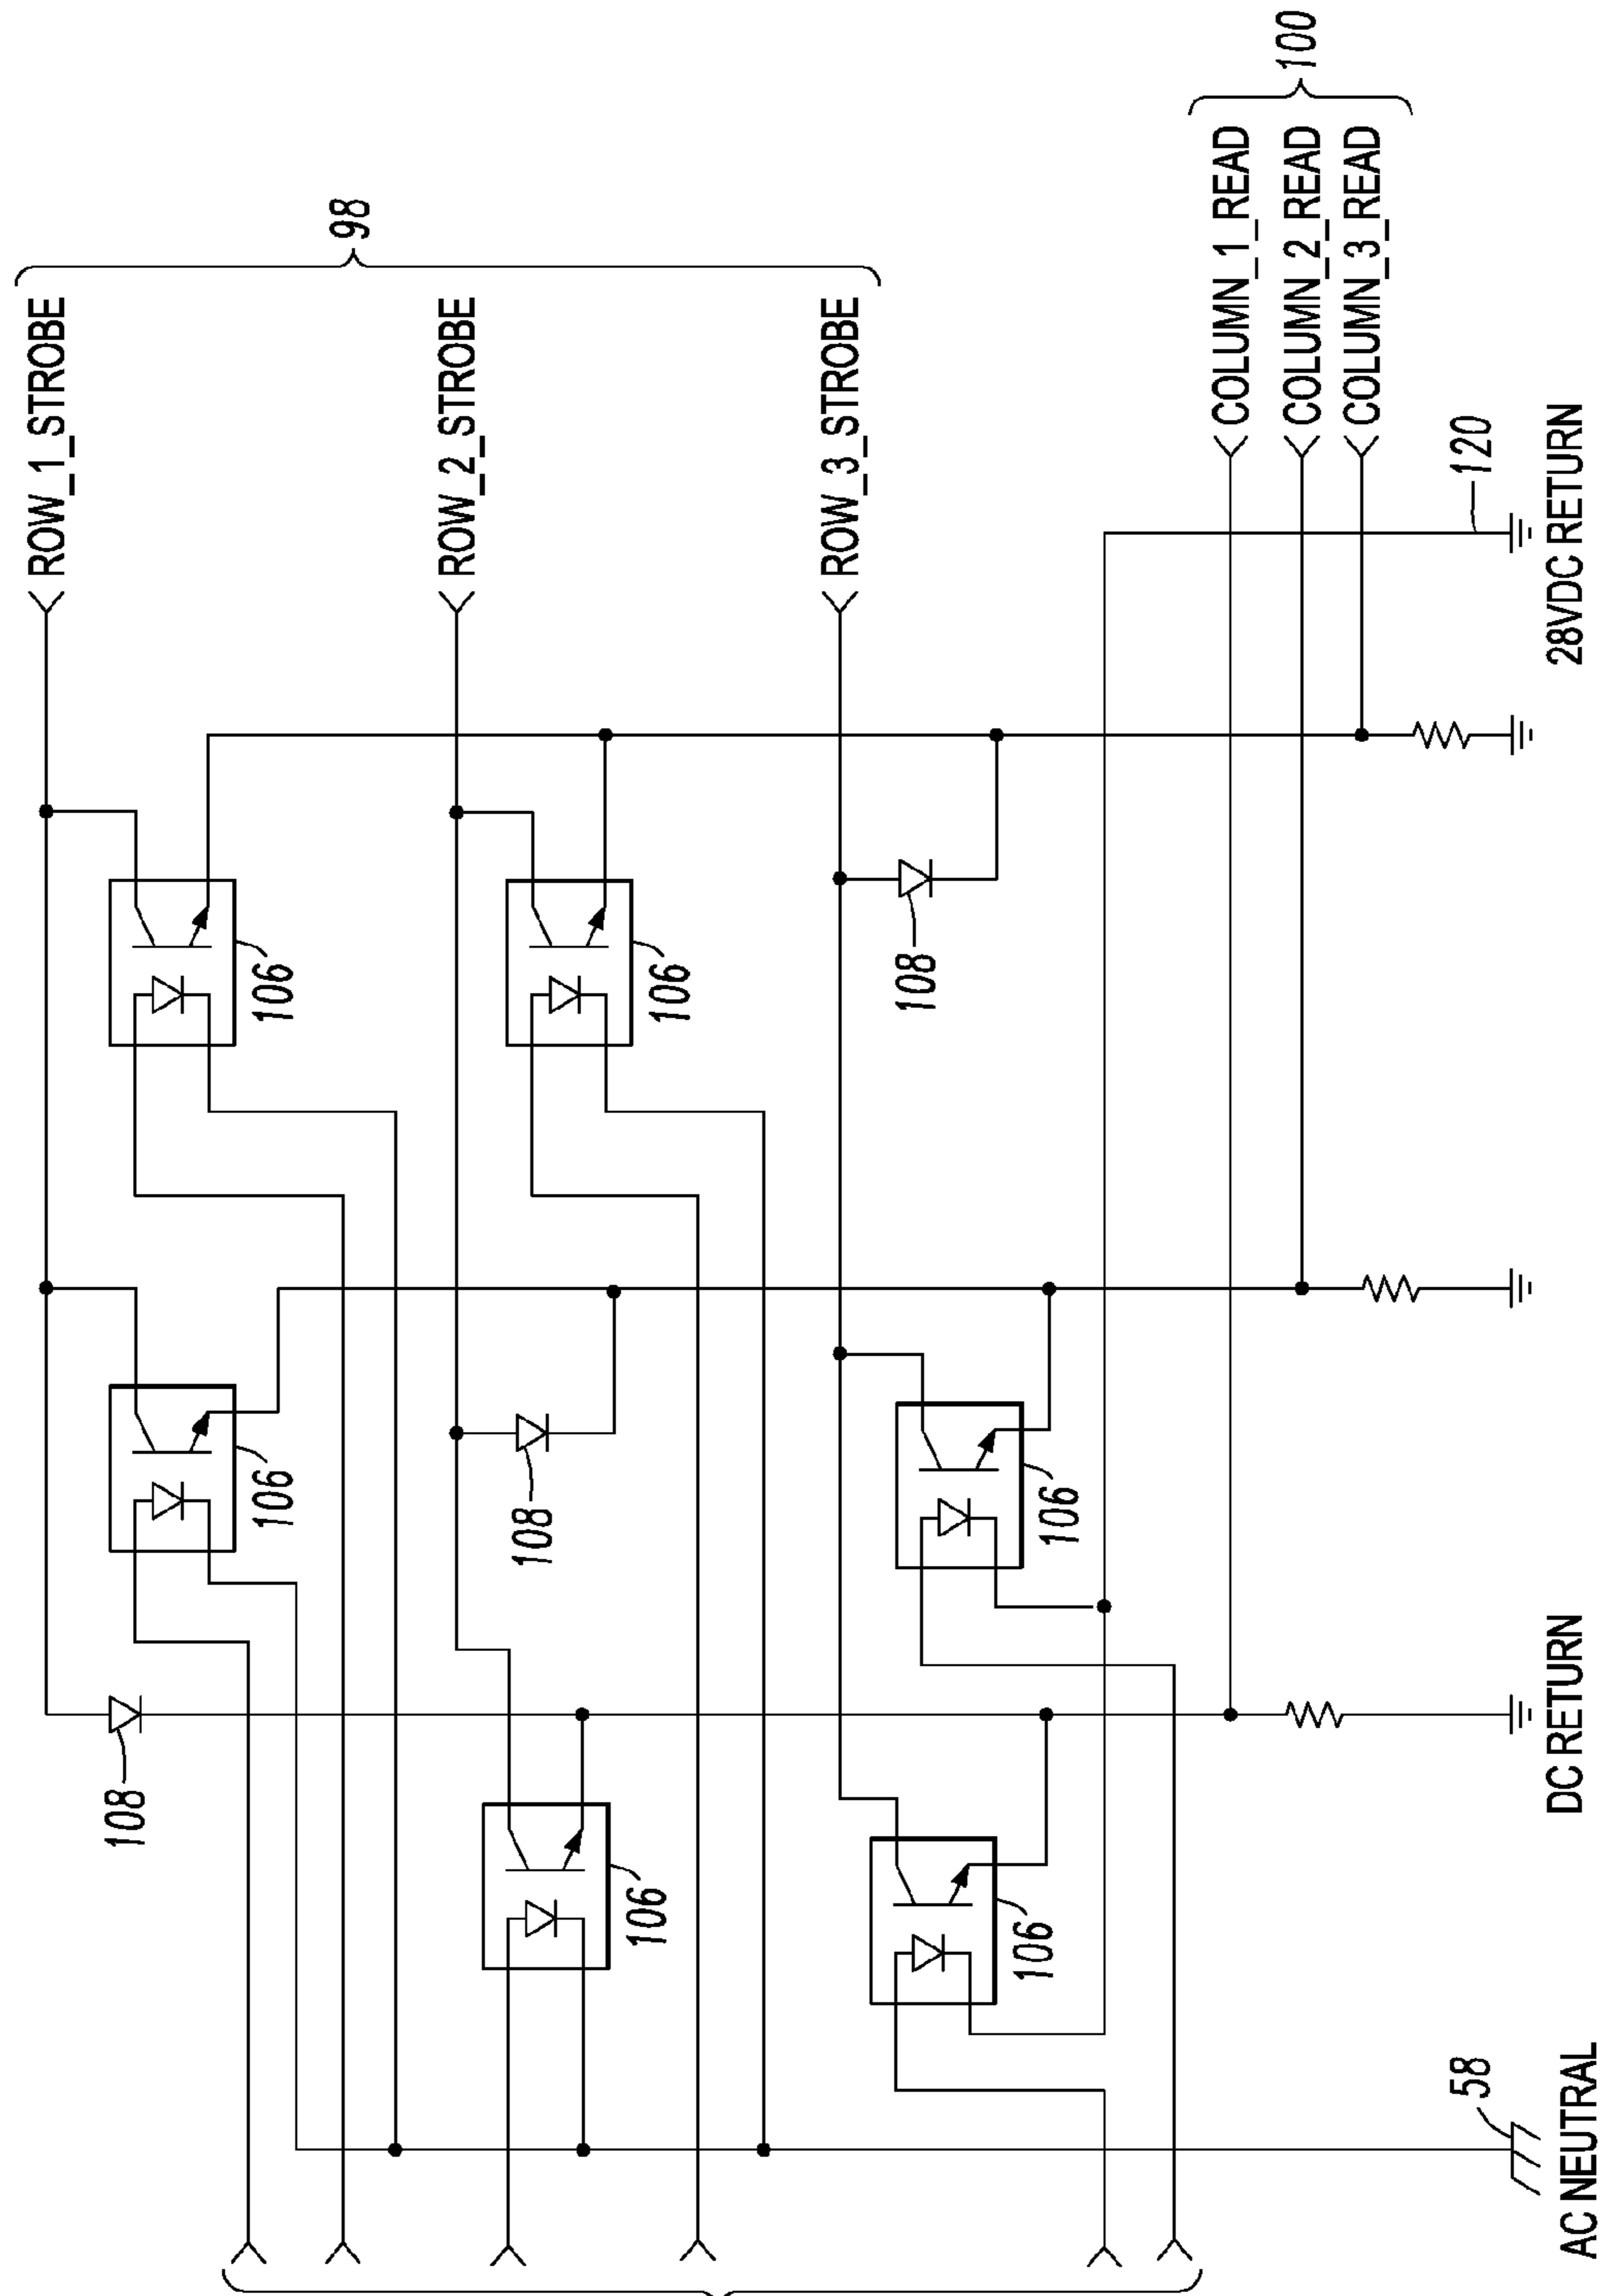 98
ROW_1_STROBE
ROW_2_STROBE
ROW_3_STROBE
100
COLUMN_1_READ
COLUMN_2_READ
COLUMN_3_READ
120
28VDC RETURN
106
106
108
106
108
106
108
106
106
DC RETURN
58
AC NEUTRAL